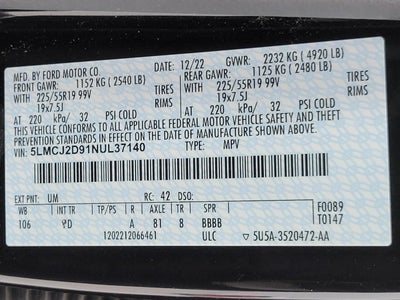 MFD. BY FORD MOTOR CO. 12/22 GVWR: 2232 KG ( 4920 LB)
FRONT GAWR: 1152 KG ( 2540 LB) REAR GAWR: 1125 KG ( 2480 LB)
WITH 225/55R19 99V TIRES WITH 225/55R19 99V TIRES
19x7.5J RIMS 19x7.5J RIMS
AT 220 kPa/ 32 PSI COLD AT 220 kPa/ 32 PSI COLD
THIS VEHICLE CONFORMS TO ALL APPLICABLE FEDERAL MOTOR VEHICLE SAFETY AND THEFT
PREVENTION STANDARDS IN EFFECT ON THE DATE OF MANUFACTURE SHOWN ABOVE.
VIN: 5LMCJ2D91NUL37140 TYPE: MPV
EXT PNT: UM RC: 42 DSO: F0089
WB INT TR TP/PS R AXLE TR SPR T0147
106 A 81 8 BBBB
1202212066461 ULC ▽ 5U5A-3520472-AA